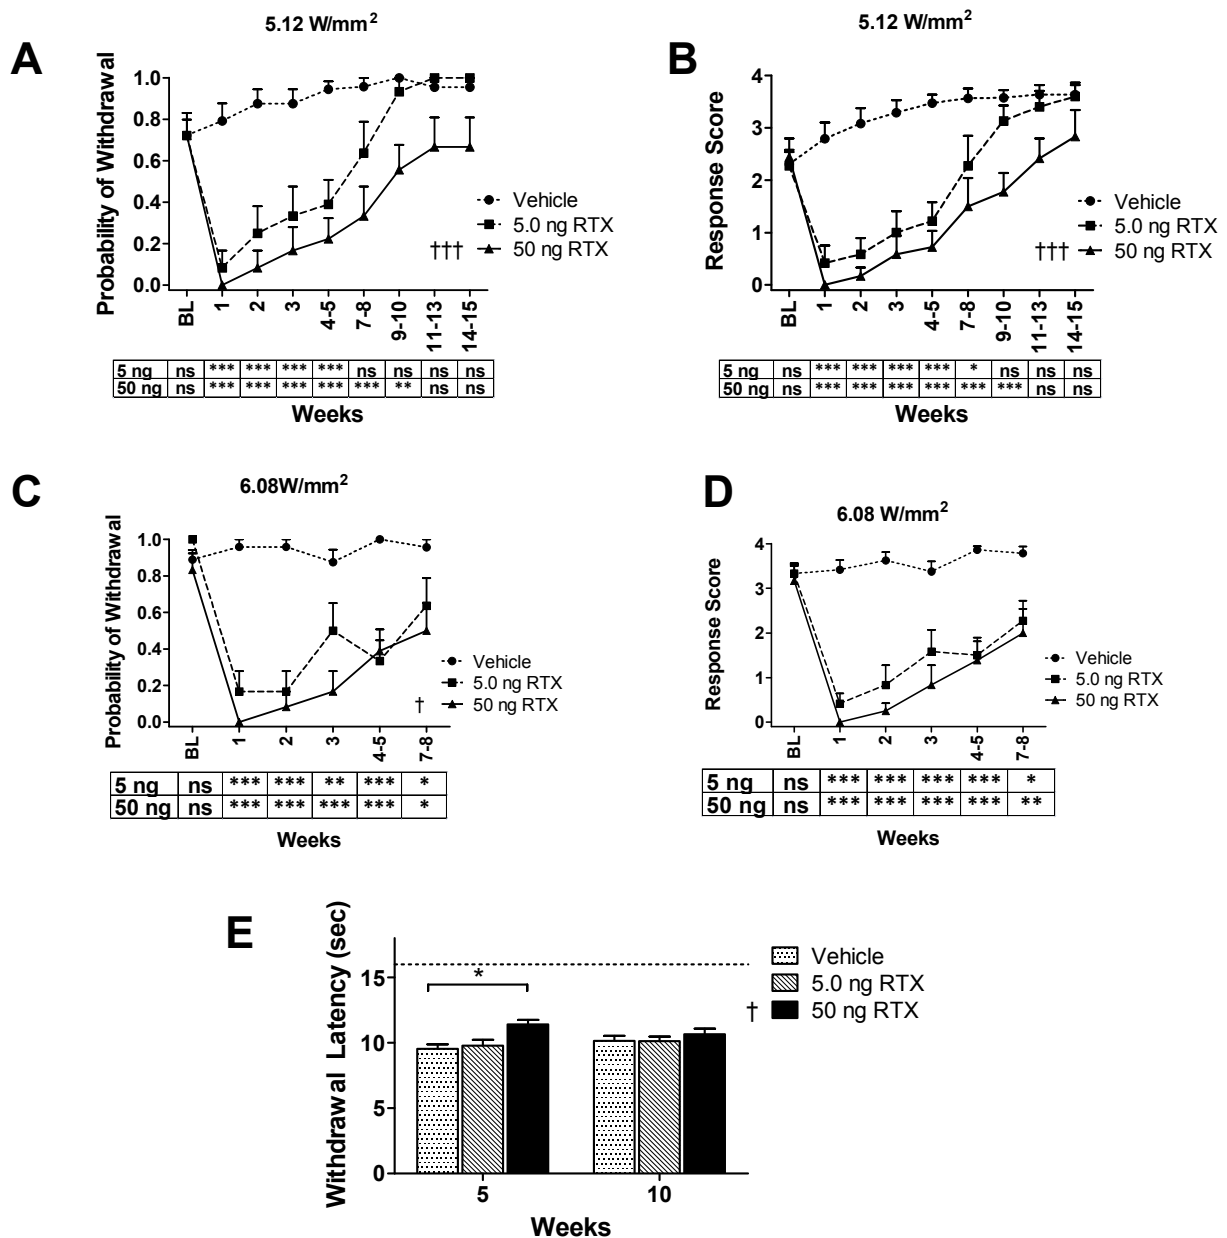 A
5.12 W/mm2
Probability of Withdrawal
1.0
0.8
0.6
0.4
0.2
0.0
BL 1 2 3 4-5 7-8 9-10 11-13 14-15
Vehicle
5.0 ng RTX
††† 50 ng RTX
5 ng ns *** *** *** *** ns ns ns ns
50 ng ns *** *** *** *** *** ** ns ns
Weeks
B
5.12 W/mm2
Response Score
4
3
2
1
0
BL 1 2 3 4-5 7-8 9-10 11-13 14-15
Vehicle
5.0 ng RTX
††† 50 ng RTX
5 ng ns *** *** *** *** * ns ns ns
50 ng ns *** *** *** *** *** *** ns ns
Weeks
C
6.08W/mm2
Probability of Withdrawal
1.0
0.8
0.6
0.4
0.2
0.0
BL 1 2 3 4-5 7-8
Vehicle
5.0 ng RTX
† 50 ng RTX
5 ng ns *** *** ** *** *
50 ng ns *** *** *** *** *
Weeks
D
6.08 W/mm2
Response Score
4
3
2
1
0
BL 1 2 3 4-5 7-8
Vehicle
5.0 ng RTX
50 ng RTX
5 ng ns *** *** *** *** *
50 ng ns *** *** *** *** **
Weeks
E
Withdrawal Latency (sec)
15
10
5
0
*
5 10
Weeks
Vehicle
5.0 ng RTX
† 50 ng RTX